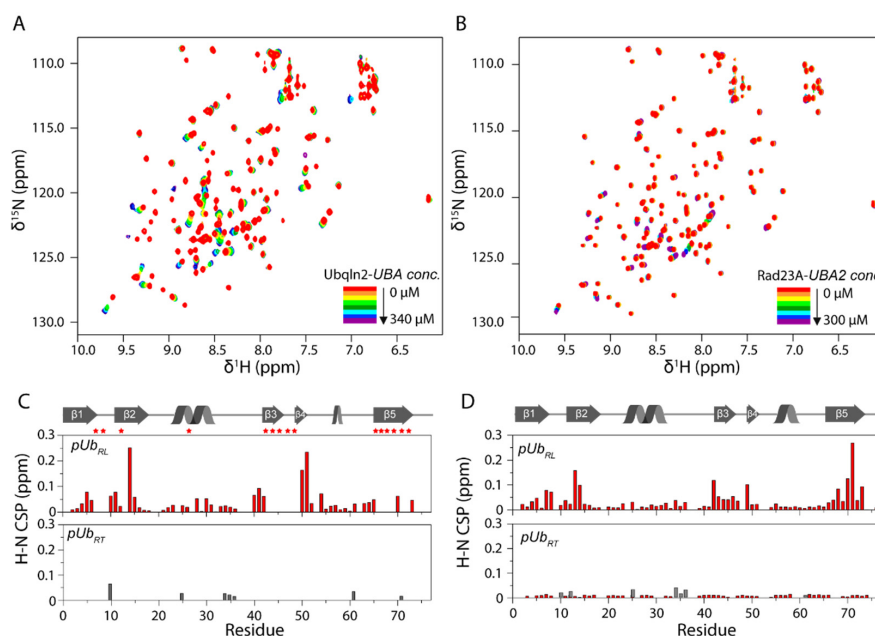 A
B
110.0
115.0
120.0
125.0
130.0
δ¹⁵N (ppm)
10.0 9.5 9.0 8.5 8.0 7.5 7.0 6.5
δ¹H (ppm)
Ubqln2-UBA conc.
0 μM
340 μM
110.0
115.0
120.0
125.0
130.0
δ¹⁵N (ppm)
10.0 9.5 9.0 8.5 8.0 7.5 7.0 6.5 6.
δ¹H (ppm)
Rad23A-UBA2 conc
0 μM
300 μM
C
β1 β2 β3 β4 β5
★★ ★ ★ ★★★★★ ★★★★★★
0.3
0.2
0.1
0
pUbRL
0.3
0.2
0.1
0
pUbRT
H-N CSP (ppm)
0 10 20 30 40 50 60 70
Residue
D
β1 β2 β3 β4 β5
0.3
0.2
0.1
0
pUbRL
0.3
0.2
0.1
0
pUbRT
H-N CSP (ppm)
0 10 20 30 40 50 60 70
Residue